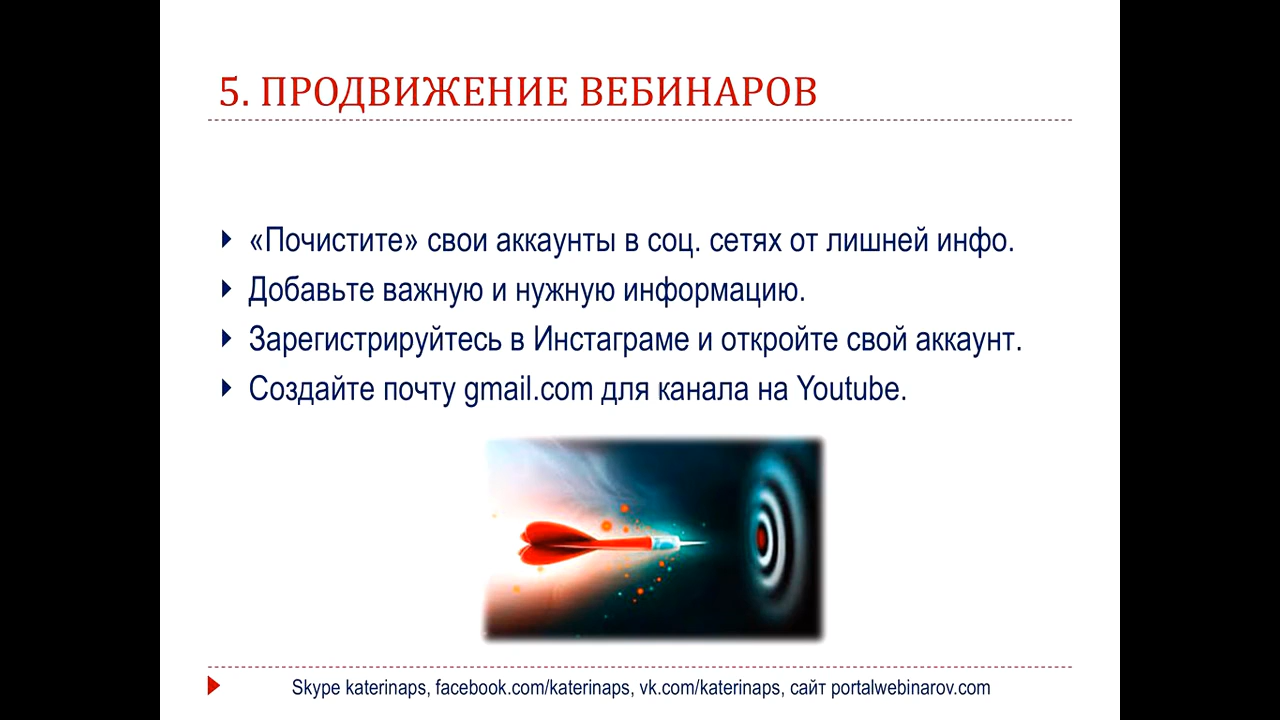 5. ПРОДВИЖЕНИЕ ВЕБИНАРОВ
«Почистите» свои аккаунты в соц. сетях от лишней инфо.
Добавьте важную и нужную информацию.
Зарегистрируйтесь в Инстаграме и откройте свой аккаунт.
Создайте почту gmail.com для канала на Youtube.
Skype katerinaps, facebook.com/katerinaps, vk.com/katerinaps, сайт portalwebinarov.com